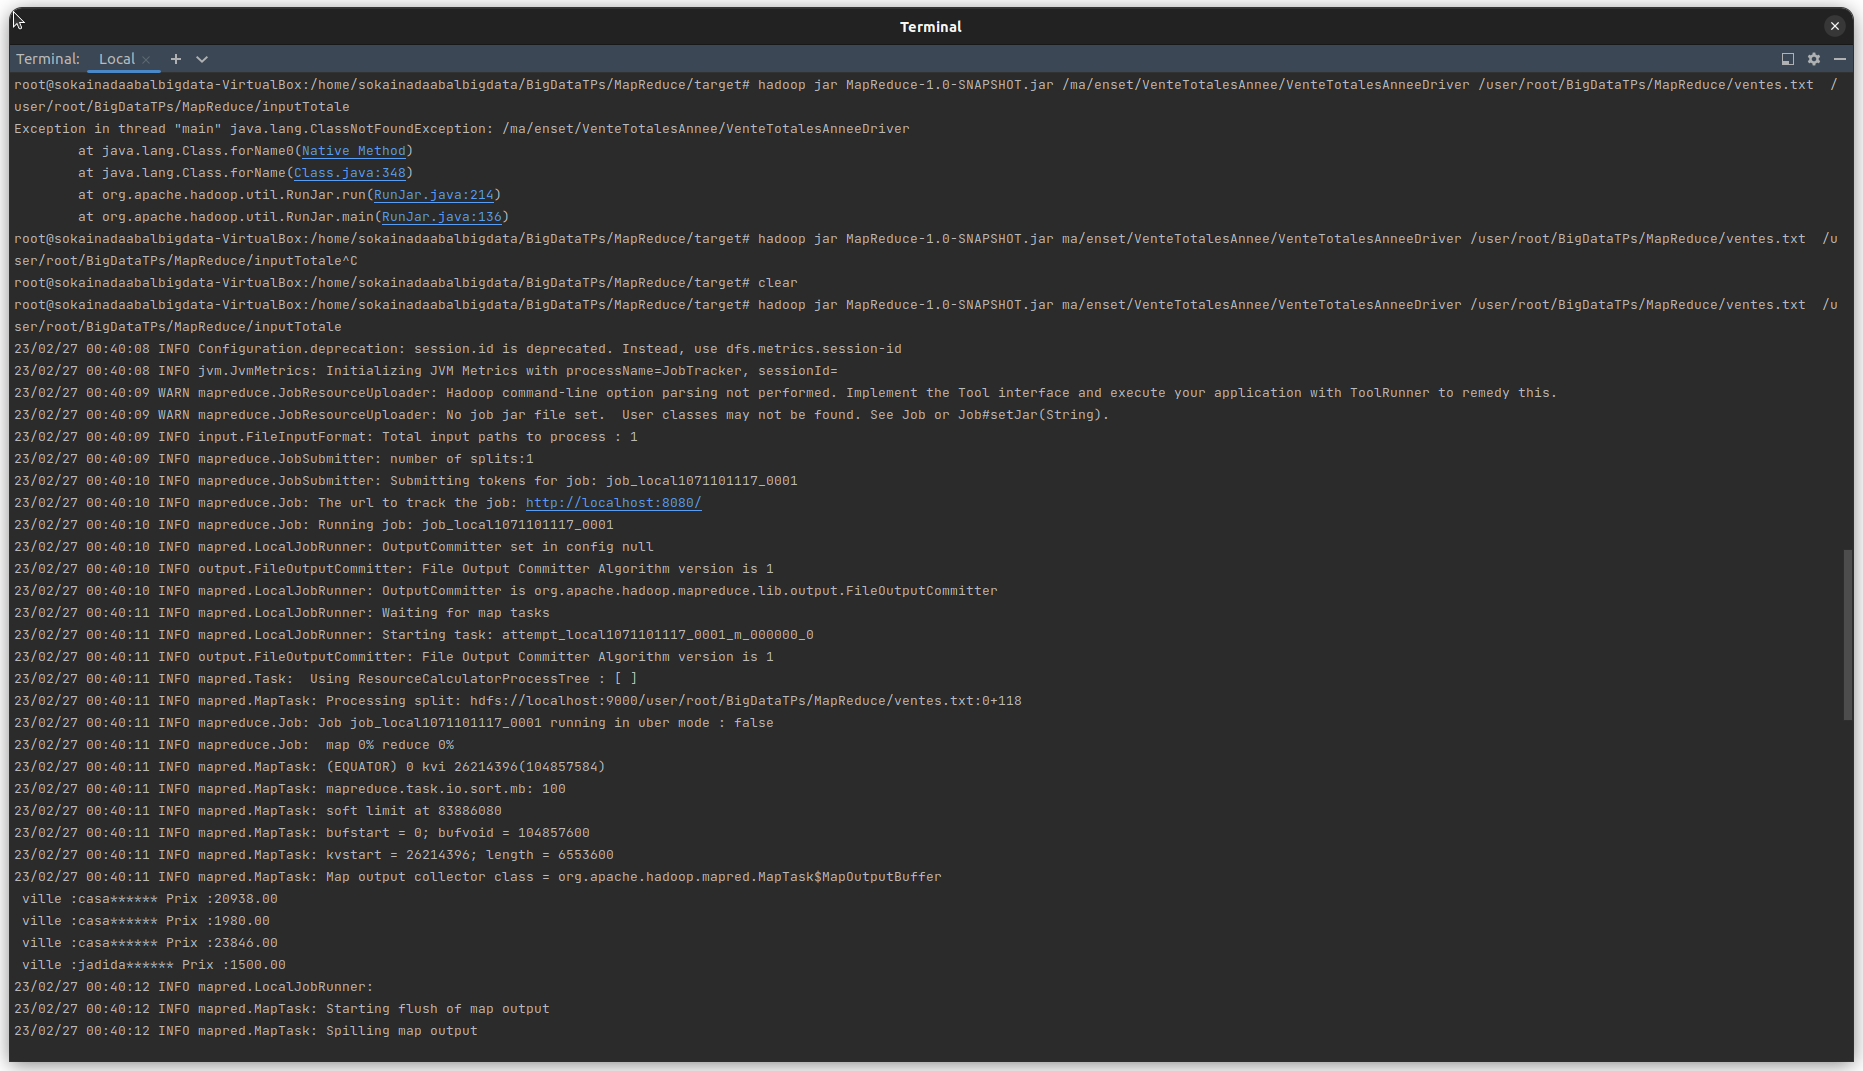 Terminal
Terminal: Local × +
root@sokainadaabalbigdata-VirtualBox:/home/sokainadaabalbigdata/BigDataTPs/MapReduce/target# hadoop jar MapReduce-1.0-SNAPSHOT.jar /ma/enset/VenteTotalesAnnee/VenteTotalesAnneeDriver /user/root/BigDataTPs/MapReduce/ventes.txt  /
user/root/BigDataTPs/MapReduce/inputTotale
Exception in thread "main" java.lang.ClassNotFoundException: /ma/enset/VenteTotalesAnnee/VenteTotalesAnneeDriver
        at java.lang.Class.forName0(Native Method)
        at java.lang.Class.forName(Class.java:348)
        at org.apache.hadoop.util.RunJar.run(RunJar.java:214)
        at org.apache.hadoop.util.RunJar.main(RunJar.java:136)
root@sokainadaabalbigdata-VirtualBox:/home/sokainadaabalbigdata/BigDataTPs/MapReduce/target# hadoop jar MapReduce-1.0-SNAPSHOT.jar ma/enset/VenteTotalesAnnee/VenteTotalesAnneeDriver /user/root/BigDataTPs/MapReduce/ventes.txt  /u
ser/root/BigDataTPs/MapReduce/inputTotale^C
root@sokainadaabalbigdata-VirtualBox:/home/sokainadaabalbigdata/BigDataTPs/MapReduce/target# clear
root@sokainadaabalbigdata-VirtualBox:/home/sokainadaabalbigdata/BigDataTPs/MapReduce/target# hadoop jar MapReduce-1.0-SNAPSHOT.jar ma/enset/VenteTotalesAnnee/VenteTotalesAnneeDriver /user/root/BigDataTPs/MapReduce/ventes.txt  /u
ser/root/BigDataTPs/MapReduce/inputTotale
23/02/27 00:40:08 INFO Configuration.deprecation: session.id is deprecated. Instead, use dfs.metrics.session-id
23/02/27 00:40:08 INFO jvm.JvmMetrics: Initializing JVM Metrics with processName=JobTracker, sessionId=
23/02/27 00:40:09 WARN mapreduce.JobResourceUploader: Hadoop command-line option parsing not performed. Implement the Tool interface and execute your application with ToolRunner to remedy this.
23/02/27 00:40:09 WARN mapreduce.JobResourceUploader: No job jar file set.  User classes may not be found. See Job or Job#setJar(String).
23/02/27 00:40:09 INFO input.FileInputFormat: Total input paths to process : 1
23/02/27 00:40:09 INFO mapreduce.JobSubmitter: number of splits:1
23/02/27 00:40:10 INFO mapreduce.JobSubmitter: Submitting tokens for job: job_local1071101117_0001
23/02/27 00:40:10 INFO mapreduce.Job: The url to track the job: http://localhost:8080/
23/02/27 00:40:10 INFO mapreduce.Job: Running job: job_local1071101117_0001
23/02/27 00:40:10 INFO mapred.LocalJobRunner: OutputCommitter set in config null
23/02/27 00:40:10 INFO output.FileOutputCommitter: File Output Committer Algorithm version is 1
23/02/27 00:40:10 INFO mapred.LocalJobRunner: OutputCommitter is org.apache.hadoop.mapreduce.lib.output.FileOutputCommitter
23/02/27 00:40:11 INFO mapred.LocalJobRunner: Waiting for map tasks
23/02/27 00:40:11 INFO mapred.LocalJobRunner: Starting task: attempt_local1071101117_0001_m_000000_0
23/02/27 00:40:11 INFO output.FileOutputCommitter: File Output Committer Algorithm version is 1
23/02/27 00:40:11 INFO mapred.Task:  Using ResourceCalculatorProcessTree : [ ]
23/02/27 00:40:11 INFO mapred.MapTask: Processing split: hdfs://localhost:9000/user/root/BigDataTPs/MapReduce/ventes.txt:0+118
23/02/27 00:40:11 INFO mapreduce.Job: Job job_local1071101117_0001 running in uber mode : false
23/02/27 00:40:11 INFO mapreduce.Job:  map 0% reduce 0%
23/02/27 00:40:11 INFO mapred.MapTask: (EQUATOR) 0 kvi 26214396(104857584)
23/02/27 00:40:11 INFO mapred.MapTask: mapreduce.task.io.sort.mb: 100
23/02/27 00:40:11 INFO mapred.MapTask: soft limit at 83886080
23/02/27 00:40:11 INFO mapred.MapTask: bufstart = 0; bufvoid = 104857600
23/02/27 00:40:11 INFO mapred.MapTask: kvstart = 26214396; length = 6553600
23/02/27 00:40:11 INFO mapred.MapTask: Map output collector class = org.apache.hadoop.mapred.MapTask$MapOutputBuffer
 ville :casa****** Prix :20938.00
 ville :casa****** Prix :1980.00
 ville :casa****** Prix :23846.00
 ville :jadida****** Prix :1500.00
23/02/27 00:40:12 INFO mapred.LocalJobRunner:
23/02/27 00:40:12 INFO mapred.MapTask: Starting flush of map output
23/02/27 00:40:12 INFO mapred.MapTask: Spilling map output